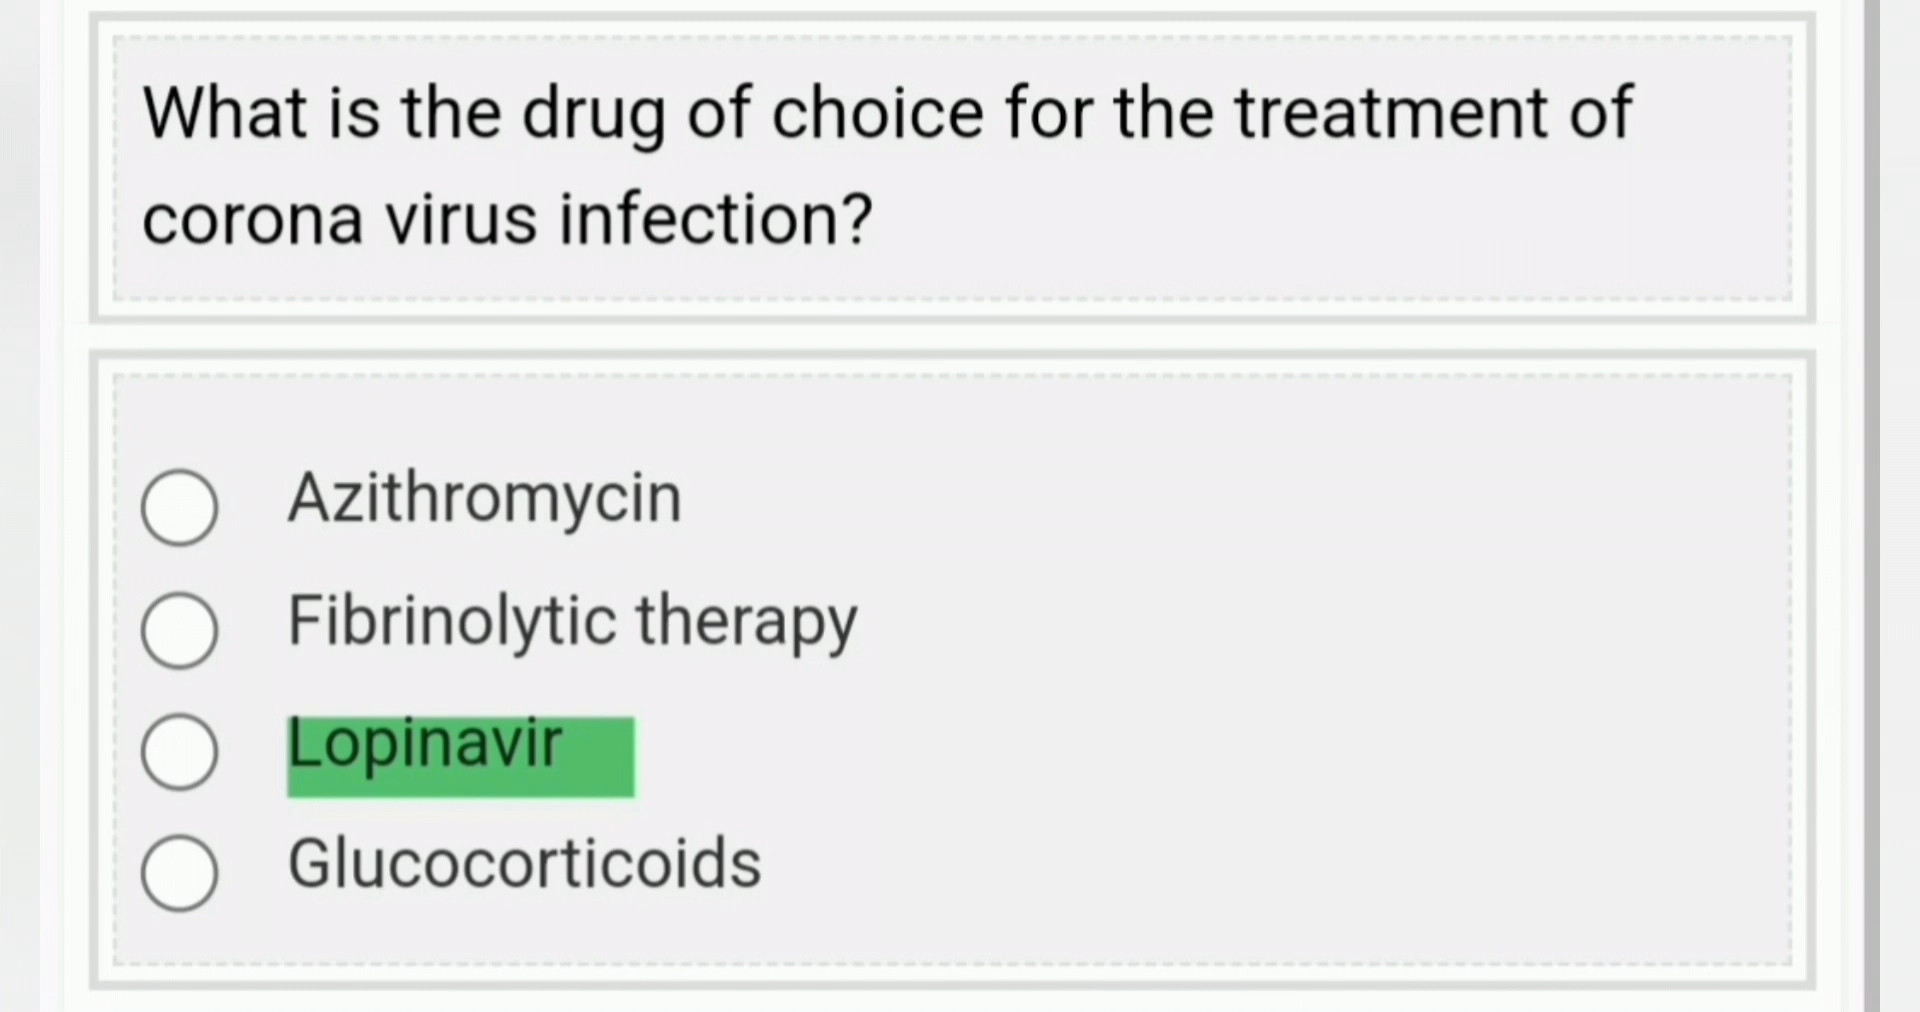 What is the drug of choice for the treatment of
corona virus infection?
Azithromycin
Fibrinolytic therapy
Lopinavir
Glucocorticoids